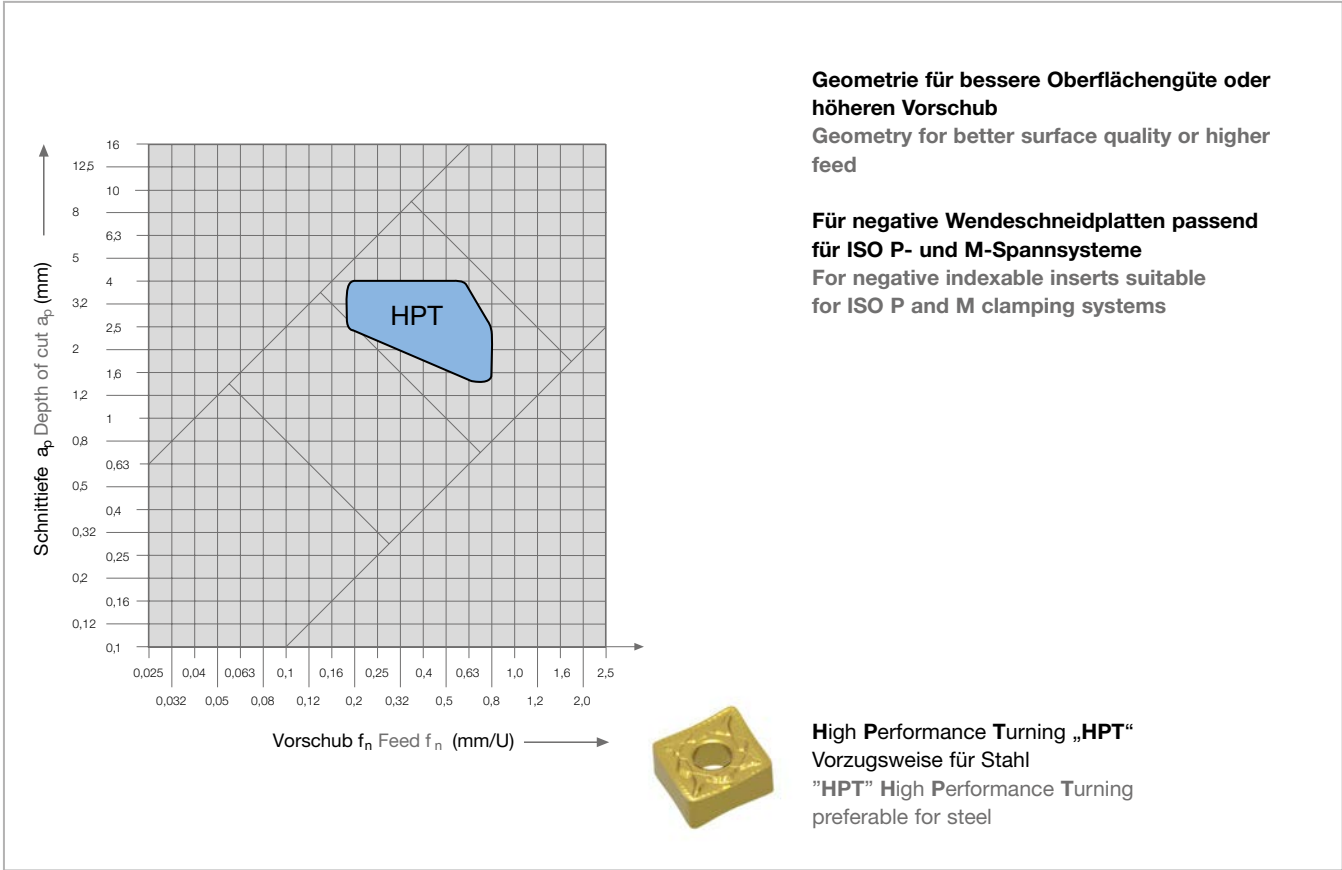 Geometrie für bessere Oberflächengüte oder
höheren Vorschub
Geometry for better surface quality or higher
feed
Für negative Wendeschneidplatten passend
für ISO P- und M-Spannsysteme
For negative indexable inserts suitable
for ISO P and M clamping systems
Schnittiefe ap Depth of cut ap (mm)
16
12,5
10
8
6,3
5
4
3,2
2,5
2
1,6
1,2
1
0,8
0,63
0,5
0,4
0,32
0,25
0,2
0,16
0,12
0,1
HPT
0,025 0,04 0,063 0,1 0,16 0,25 0,4 0,63 1,0 1,6 2,5
0,032 0,05 0,08 0,12 0,2 0,32 0,5 0,8 1,2 2,0
Vorschub fn Feed fn (mm/U)
High Performance Turning „HPT“
Vorzugsweise für Stahl
”HPT” High Performance Turning
preferable for steel